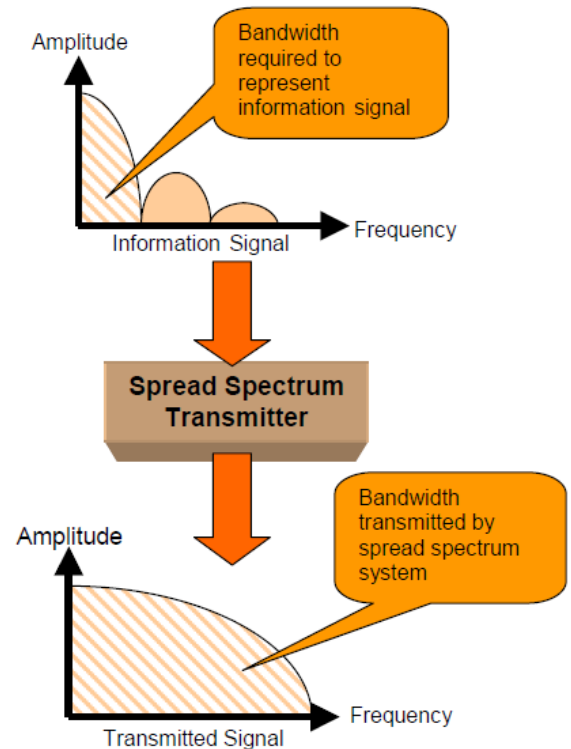 Amplitude
Bandwidth
required to
represent
information signal
Frequency
Information Signal
Spread Spectrum
Transmitter
Bandwidth
transmitted by
spread spectrum
system
Amplitude
Frequency
Transmitted Signal